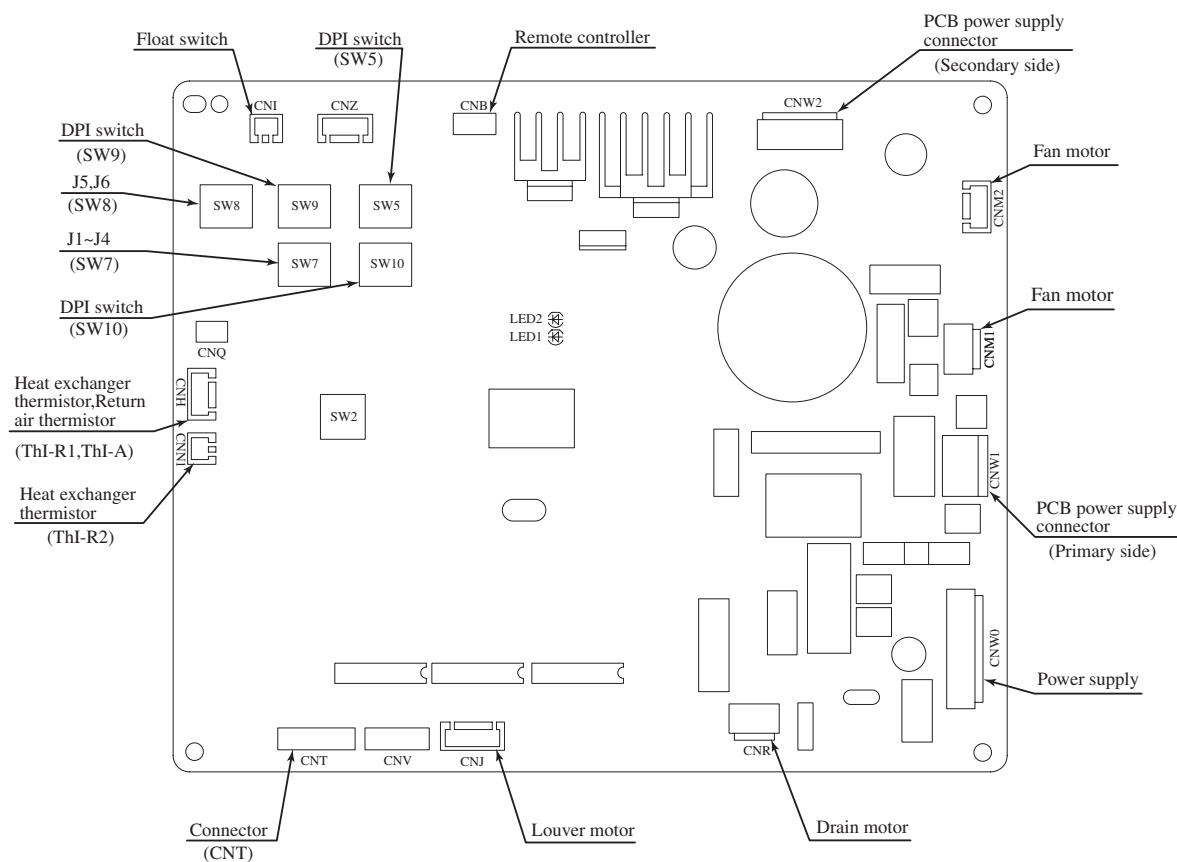 PCB power supply
connector
(Secondary side)
Float switch
DPI switch
(SW5)
Remote controller
CNI
CNZ
CNB
CNW2
DPI switch
(SW9)
Fan motor
J5,J6
(SW8)
SW8
SW9
SW5
CNM2
J1~J4
(SW7)
SW7
SW10
DPI switch
(SW10)
LED2
LED1
Fan motor
CNM1
CNQ
Heat exchanger
thermistor,Return
air thermistor
(ThI-R1,ThI-A)
CNH
SW2
CNN1
CNW1
Heat exchanger
thermistor
(ThI-R2)
PCB power supply
connector
(Primary side)
CNW0
Power supply
CNT
CNV
CNJ
CNR
Connector
(CNT)
Louver motor
Drain motor